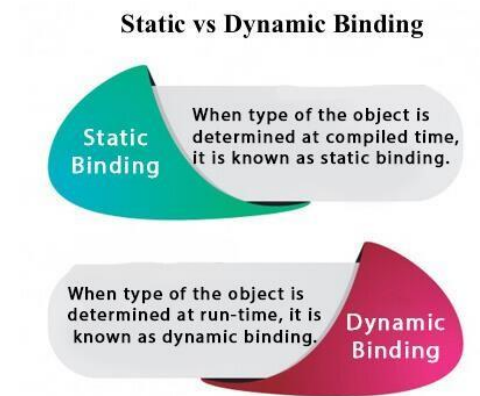 Static vs Dynamic Binding
Static
Binding
When type of the object is
determined at compiled time,
it is known as static binding.
When type of the object is
determined at run-time, it is
known as dynamic binding.
Dynamic
Binding